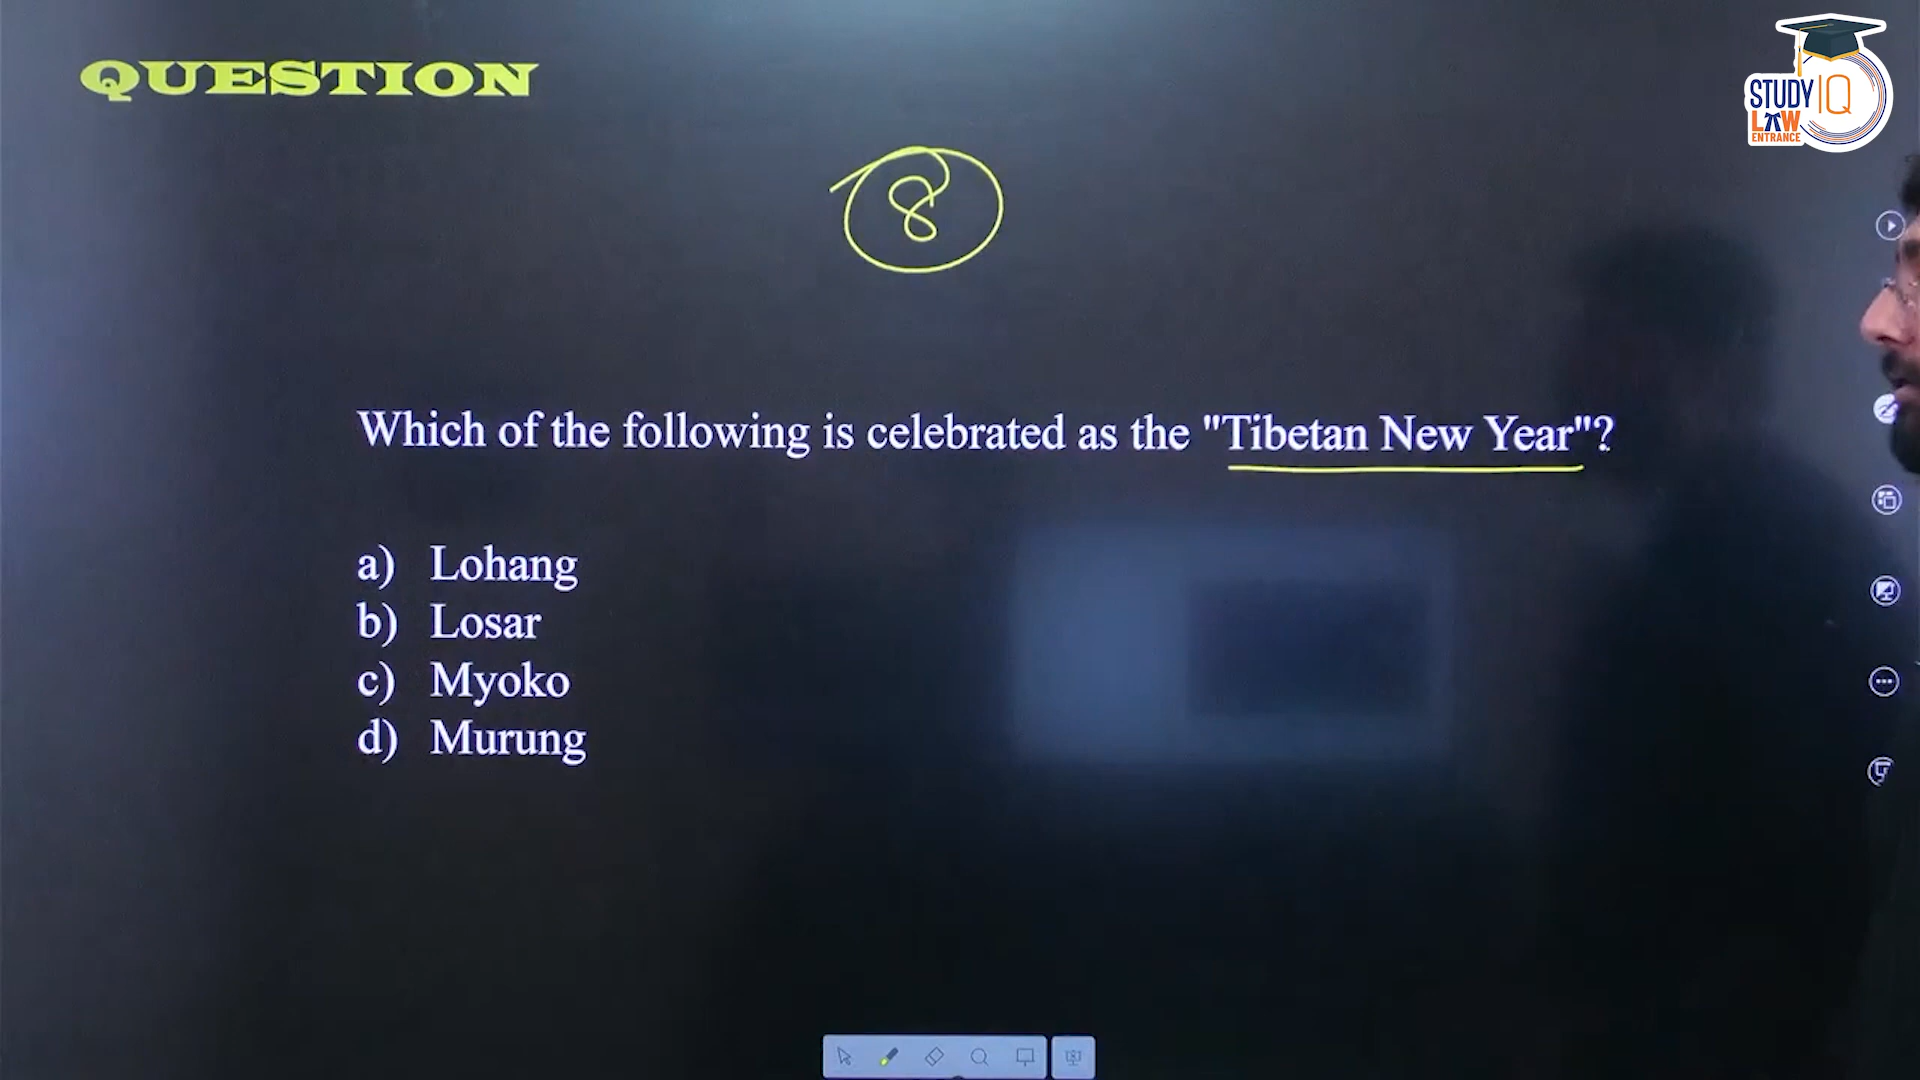 QUESTION
STUDY IQ
LAW
ENTRANCE
8
Which of the following is celebrated as the "Tibetan New Year"?
a) Lohang
b) Losar
c) Myoko
d) Murung